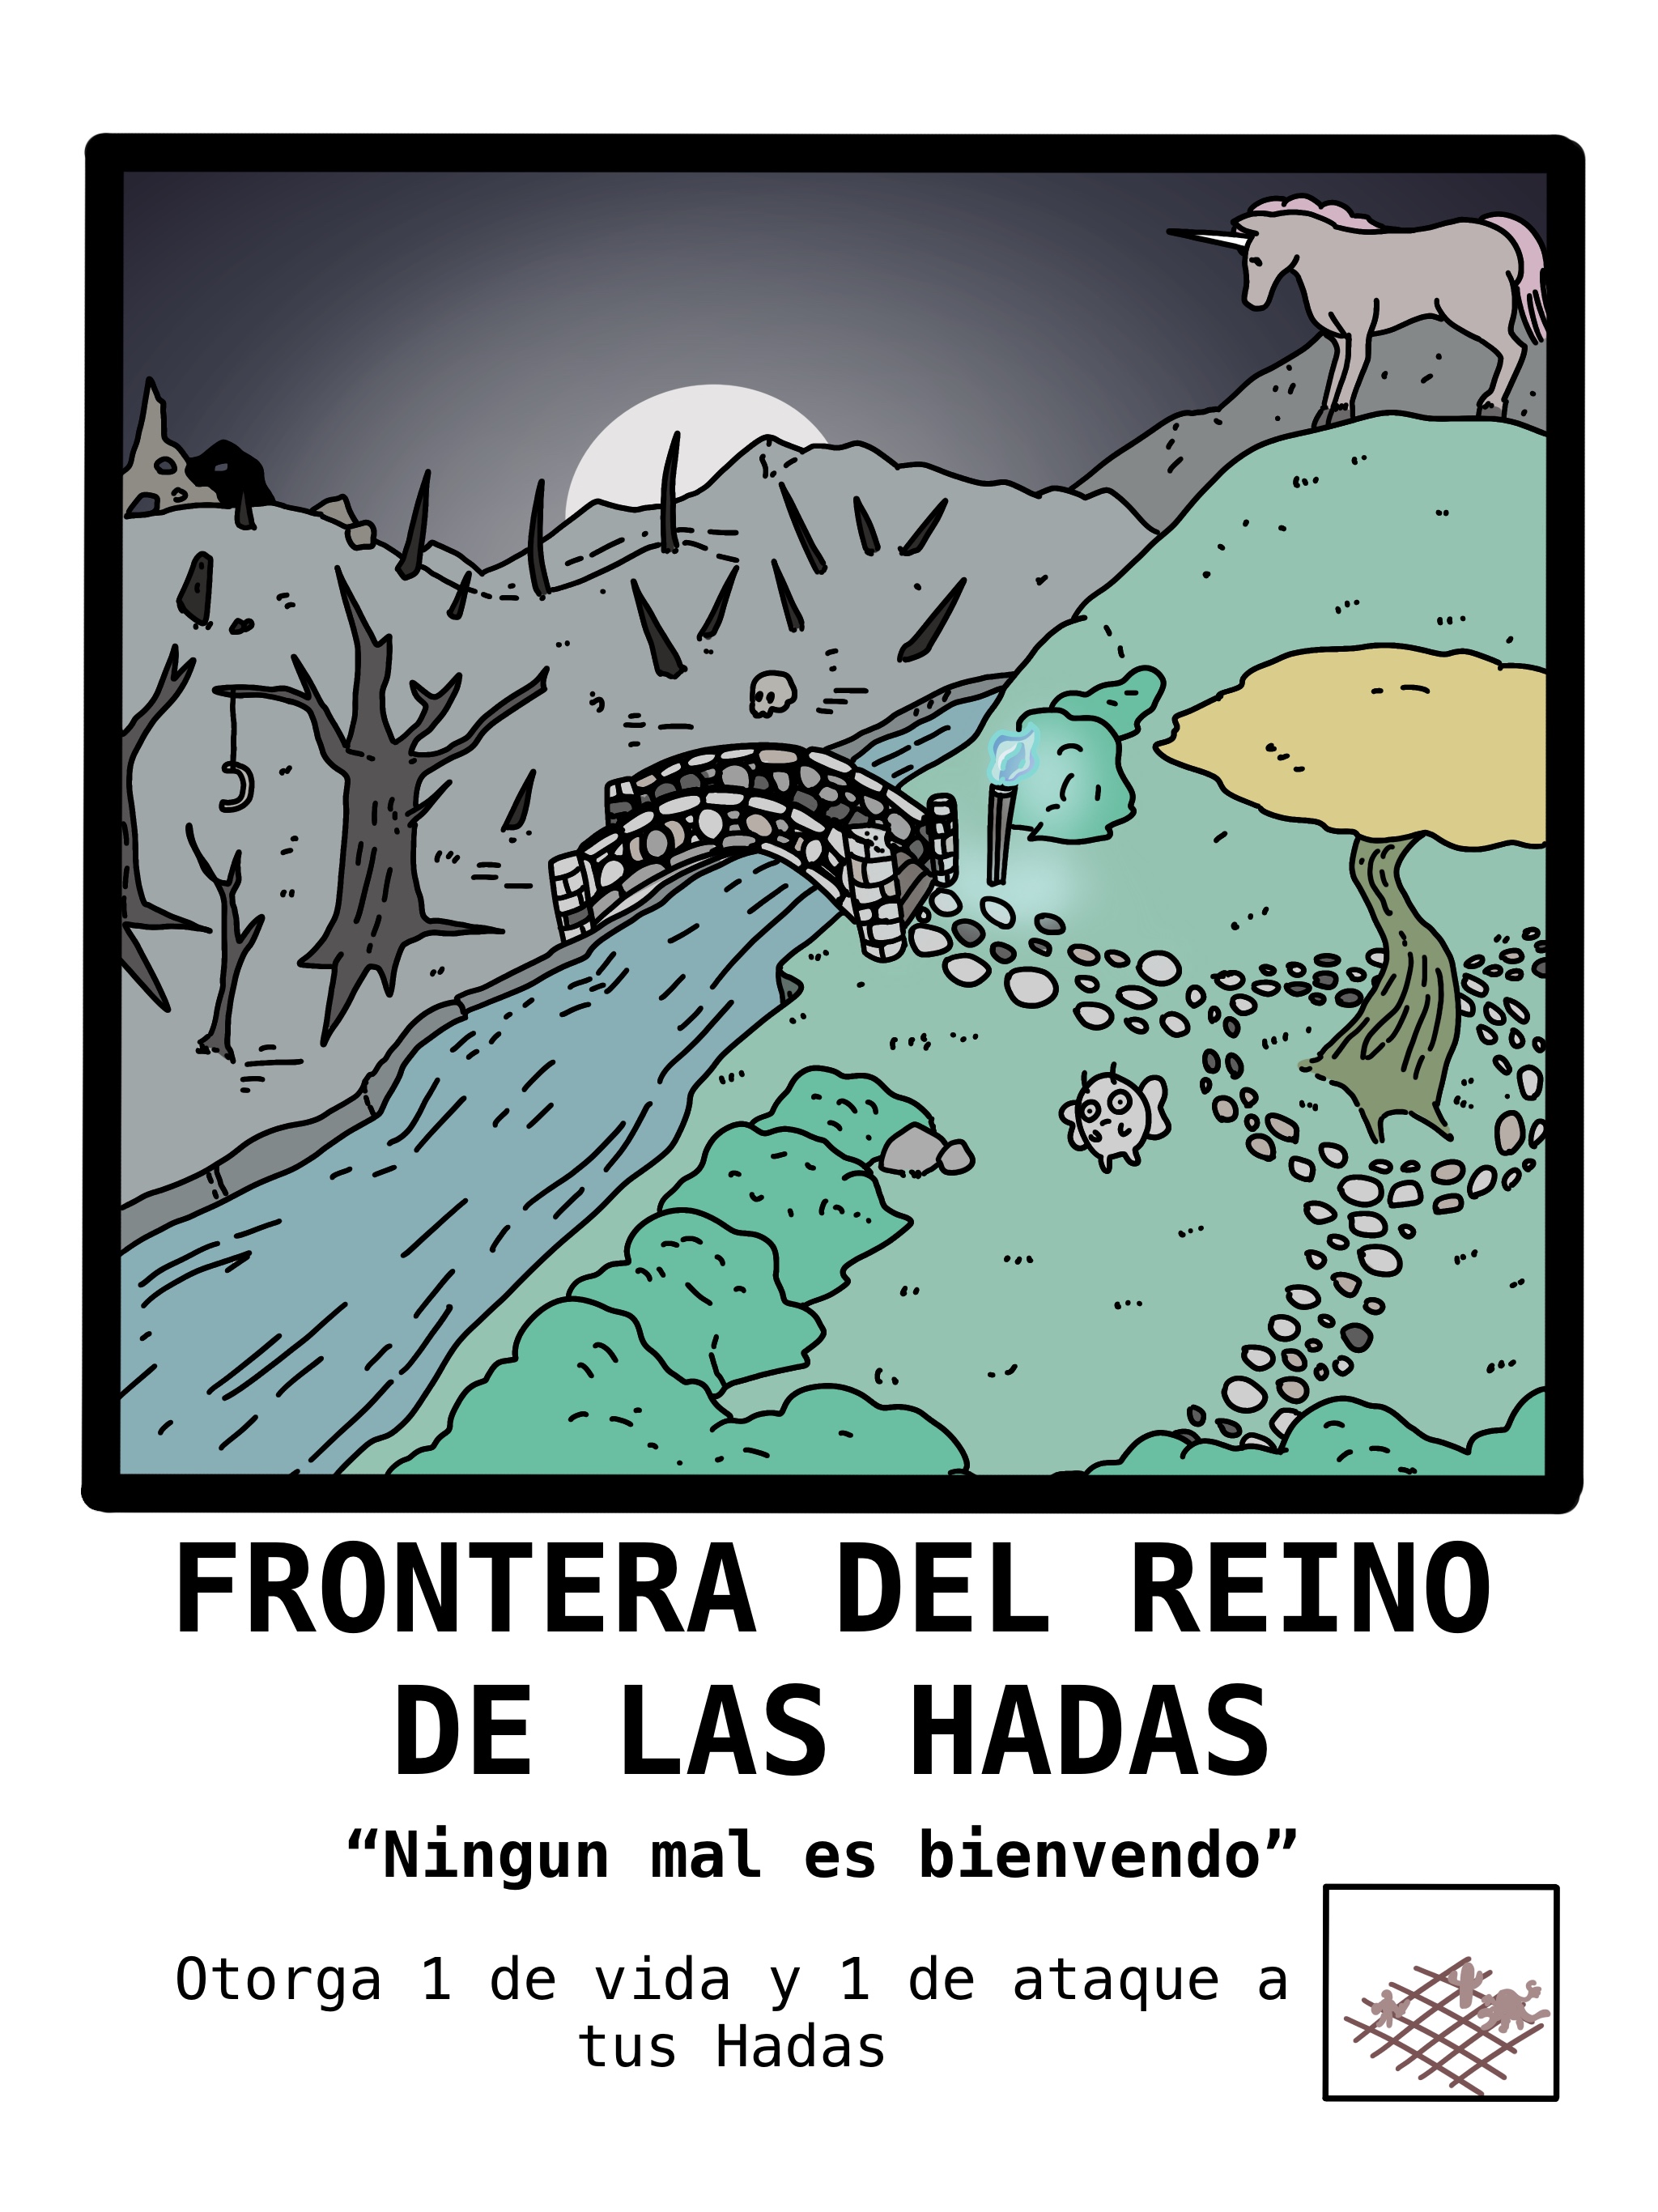 FRONTERA DEL REINO
DE LAS HADAS
“Ningun mal es bienvendo”
Otorga 1 de vida y 1 de ataque a
tus Hadas